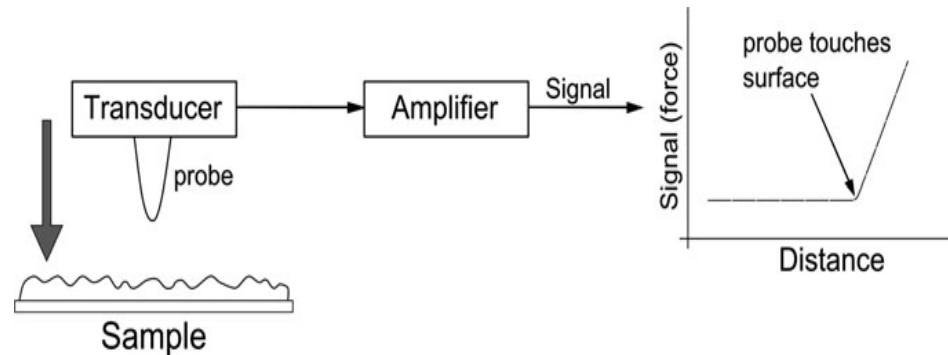 Transducer
probe
Sample
Amplifier
Signal
Signal (force)
probe touches
surface
Distance